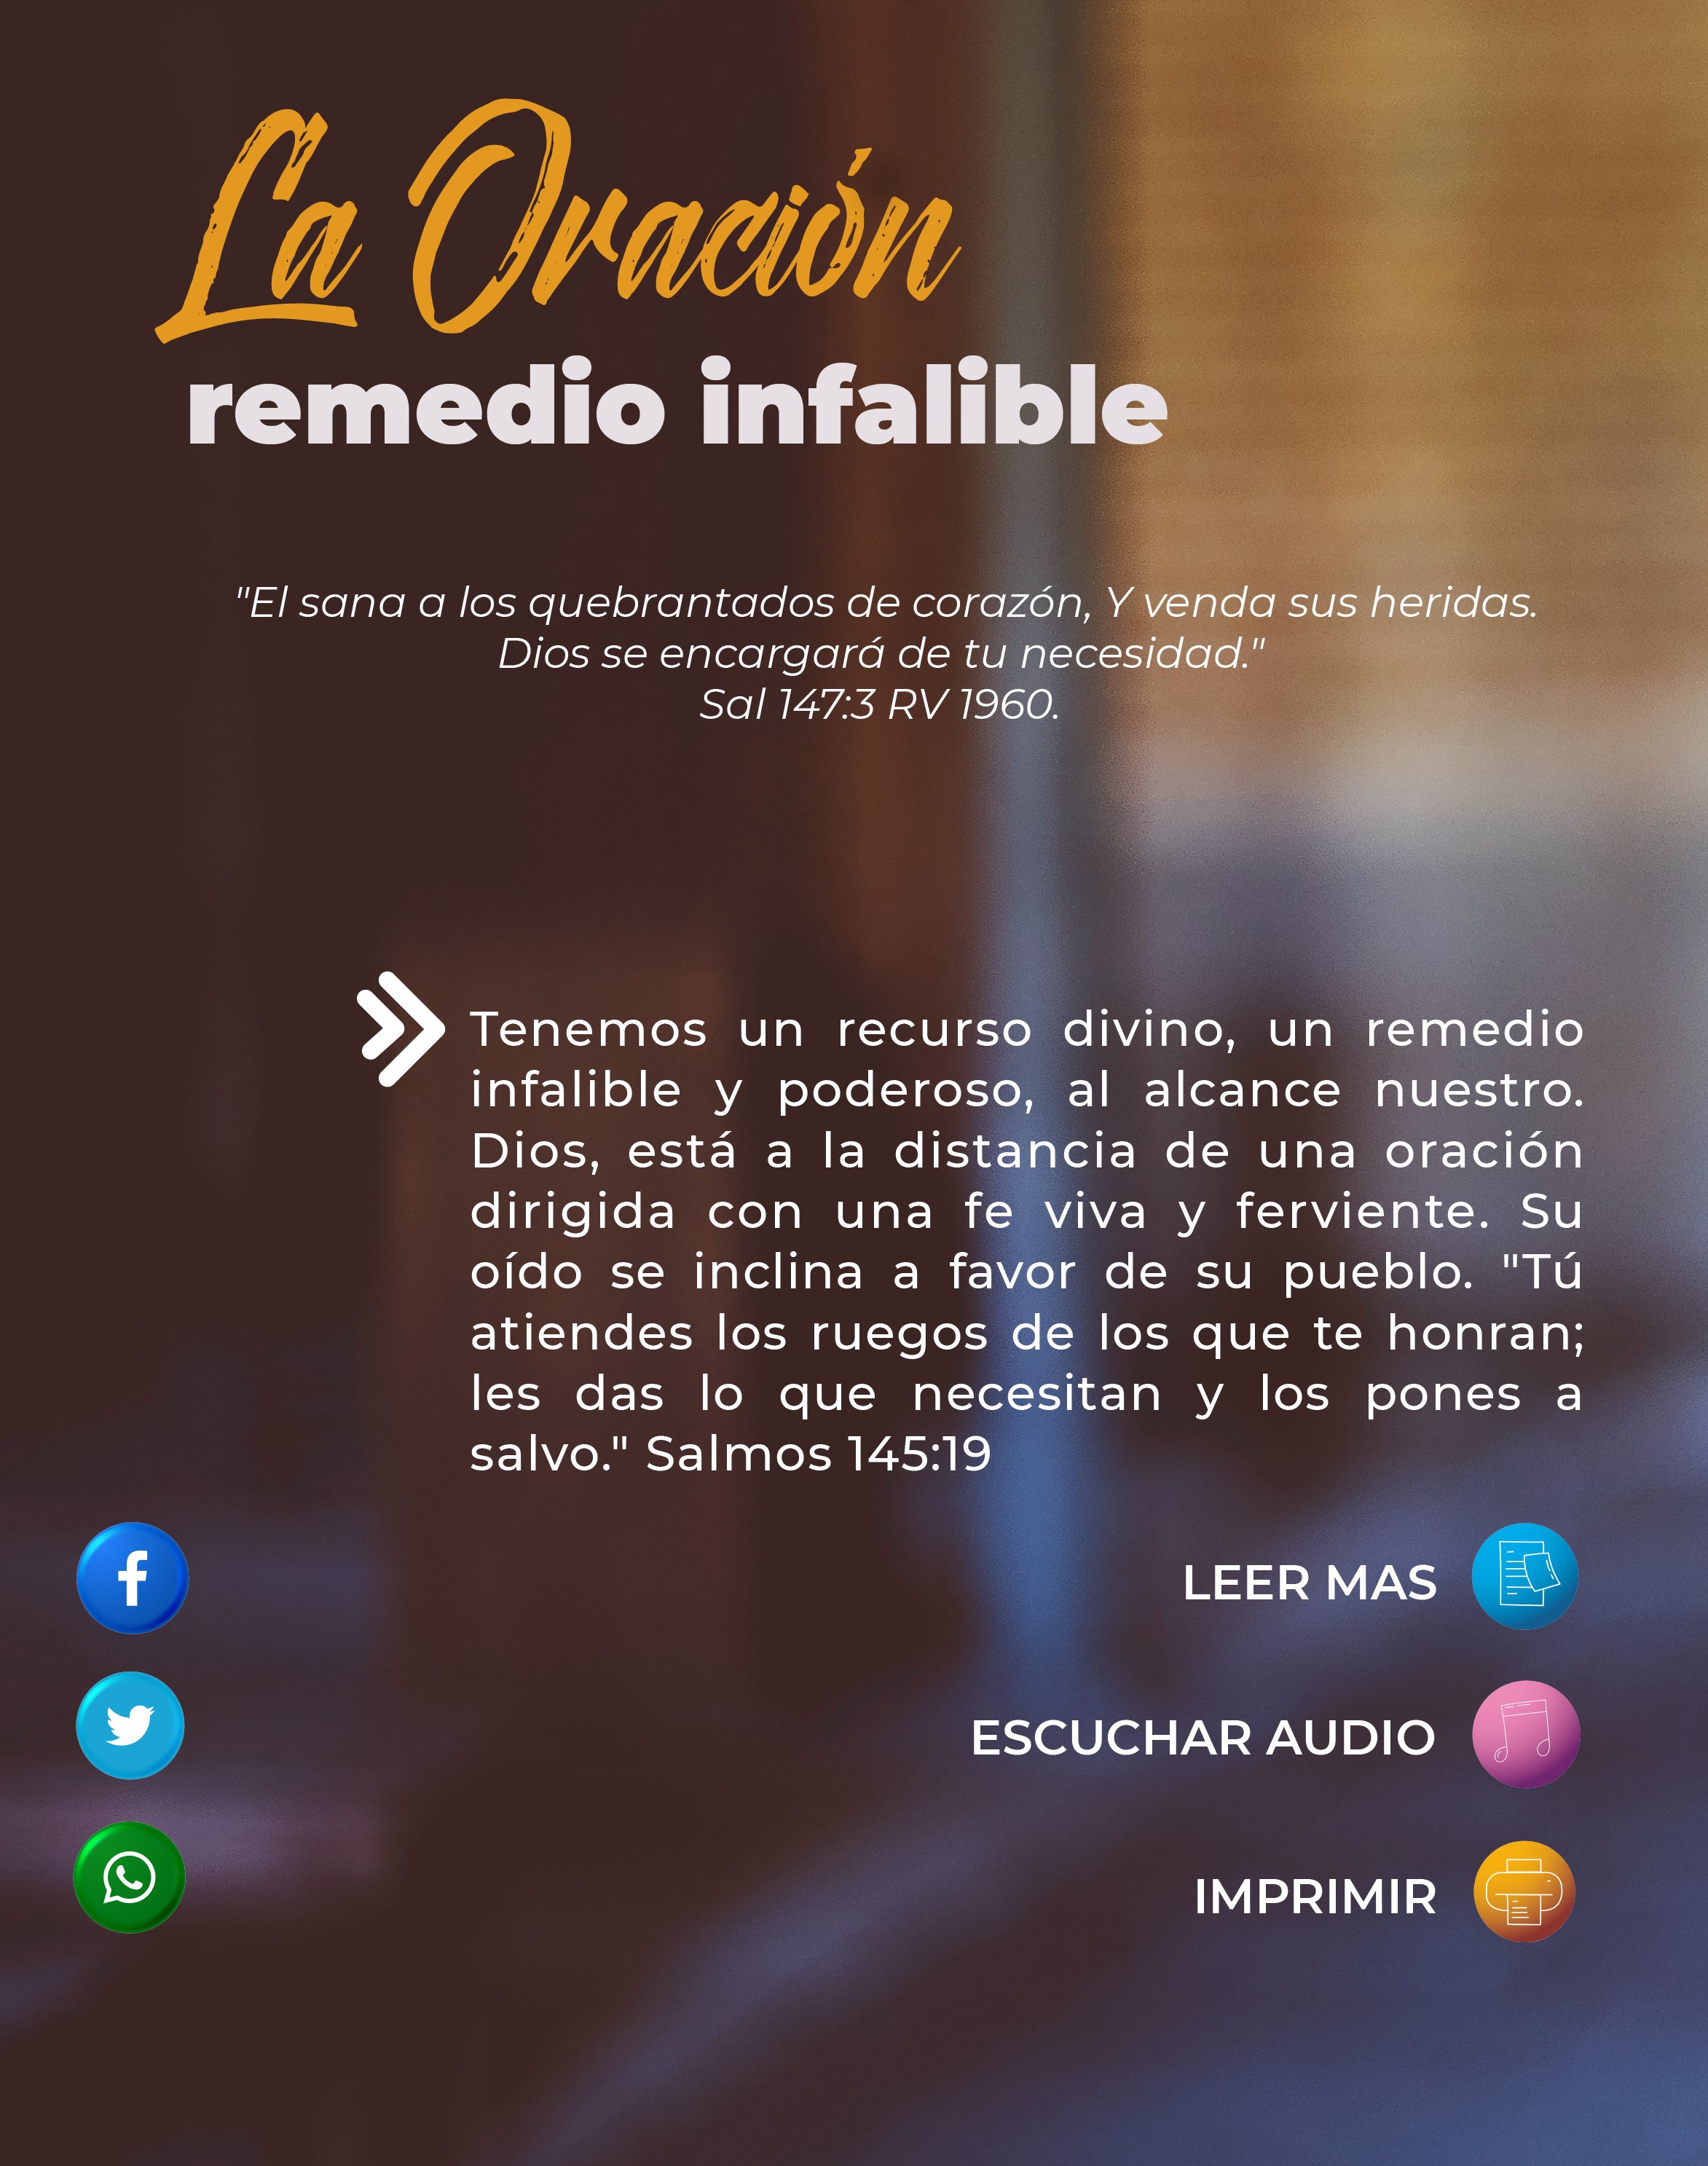 La Oración
remedio infalible
"El sana a los quebrantados de corazón, Y venda sus heridas.
Dios se encargará de tu necesidad."
Sal 147:3 RV 1960.
Tenemos un recurso divino, un remedio
infalible y poderoso, al alcance nuestro.
Dios, está a la distancia de una oración
dirigida con una fe viva y ferviente. Su
oído se inclina a favor de su pueblo. "Tú
atiendes los ruegos de los que te honran;
les das lo que necesitan y los pones a
salvo." Salmos 145:19
LEER MAS
ESCUCHAR AUDIO
IMPRIMIR